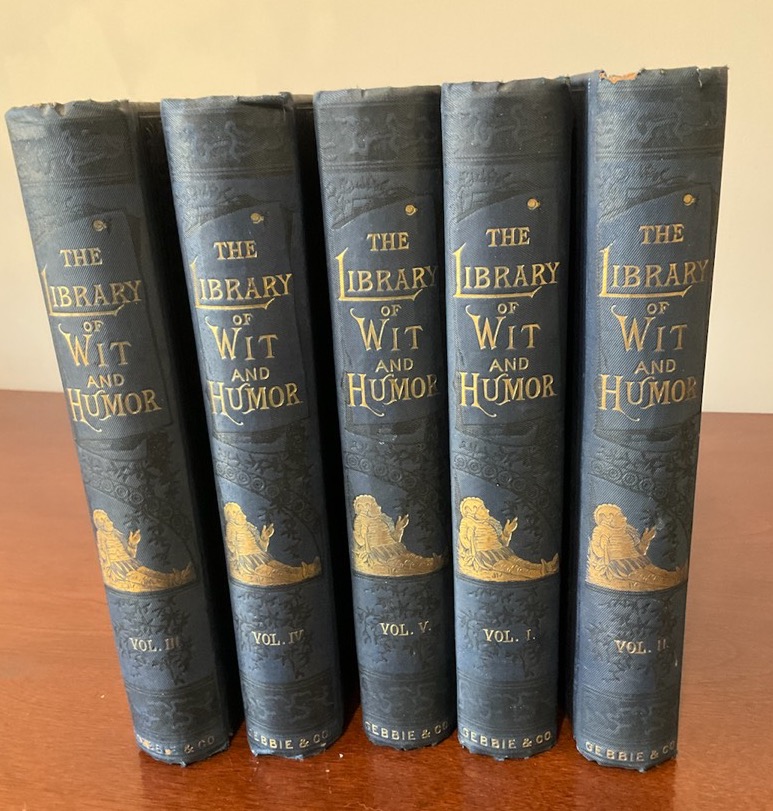 THE
LIBRARY
OF
WIT
AND
HUMOR
VOL. III
GEBBIE & CO
THE
LIBRARY
OF
WIT
AND
HUMOR
VOL. IV
GEBBIE & CO
THE
LIBRARY
OF
WIT
AND
HUMOR
VOL. V.
GEBBIE & CO
THE
LIBRARY
OF
WIT
AND
HUMOR
VOL. I.
GEBBIE & CO.
THE
LIBRARY
OF
WIT
AND
HUMOR
VOL. II.
GEBBIE & CO